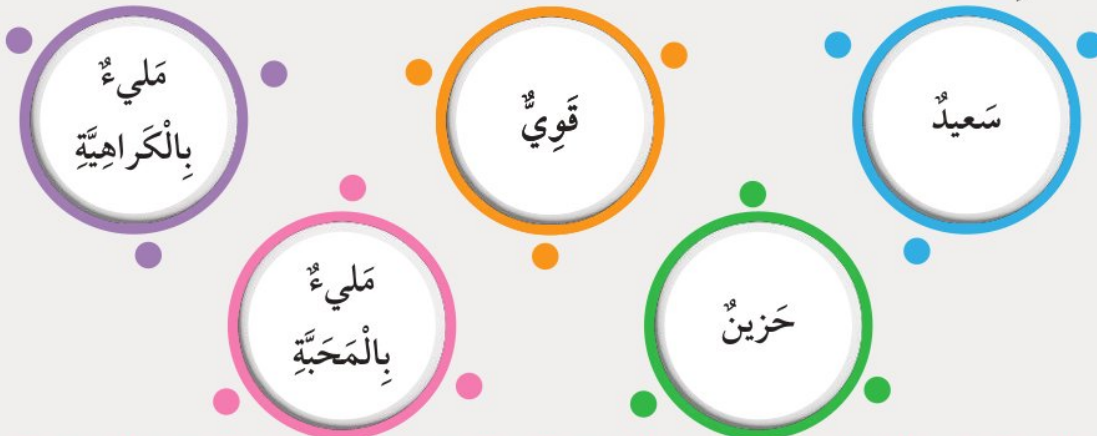 سَعيدٌ
قَوِيٌّ
مَليءٌ
بِالْكَراهِيَّةِ
حَزينٌ
مَليءٌ
بِالْمَحَبَّةِ